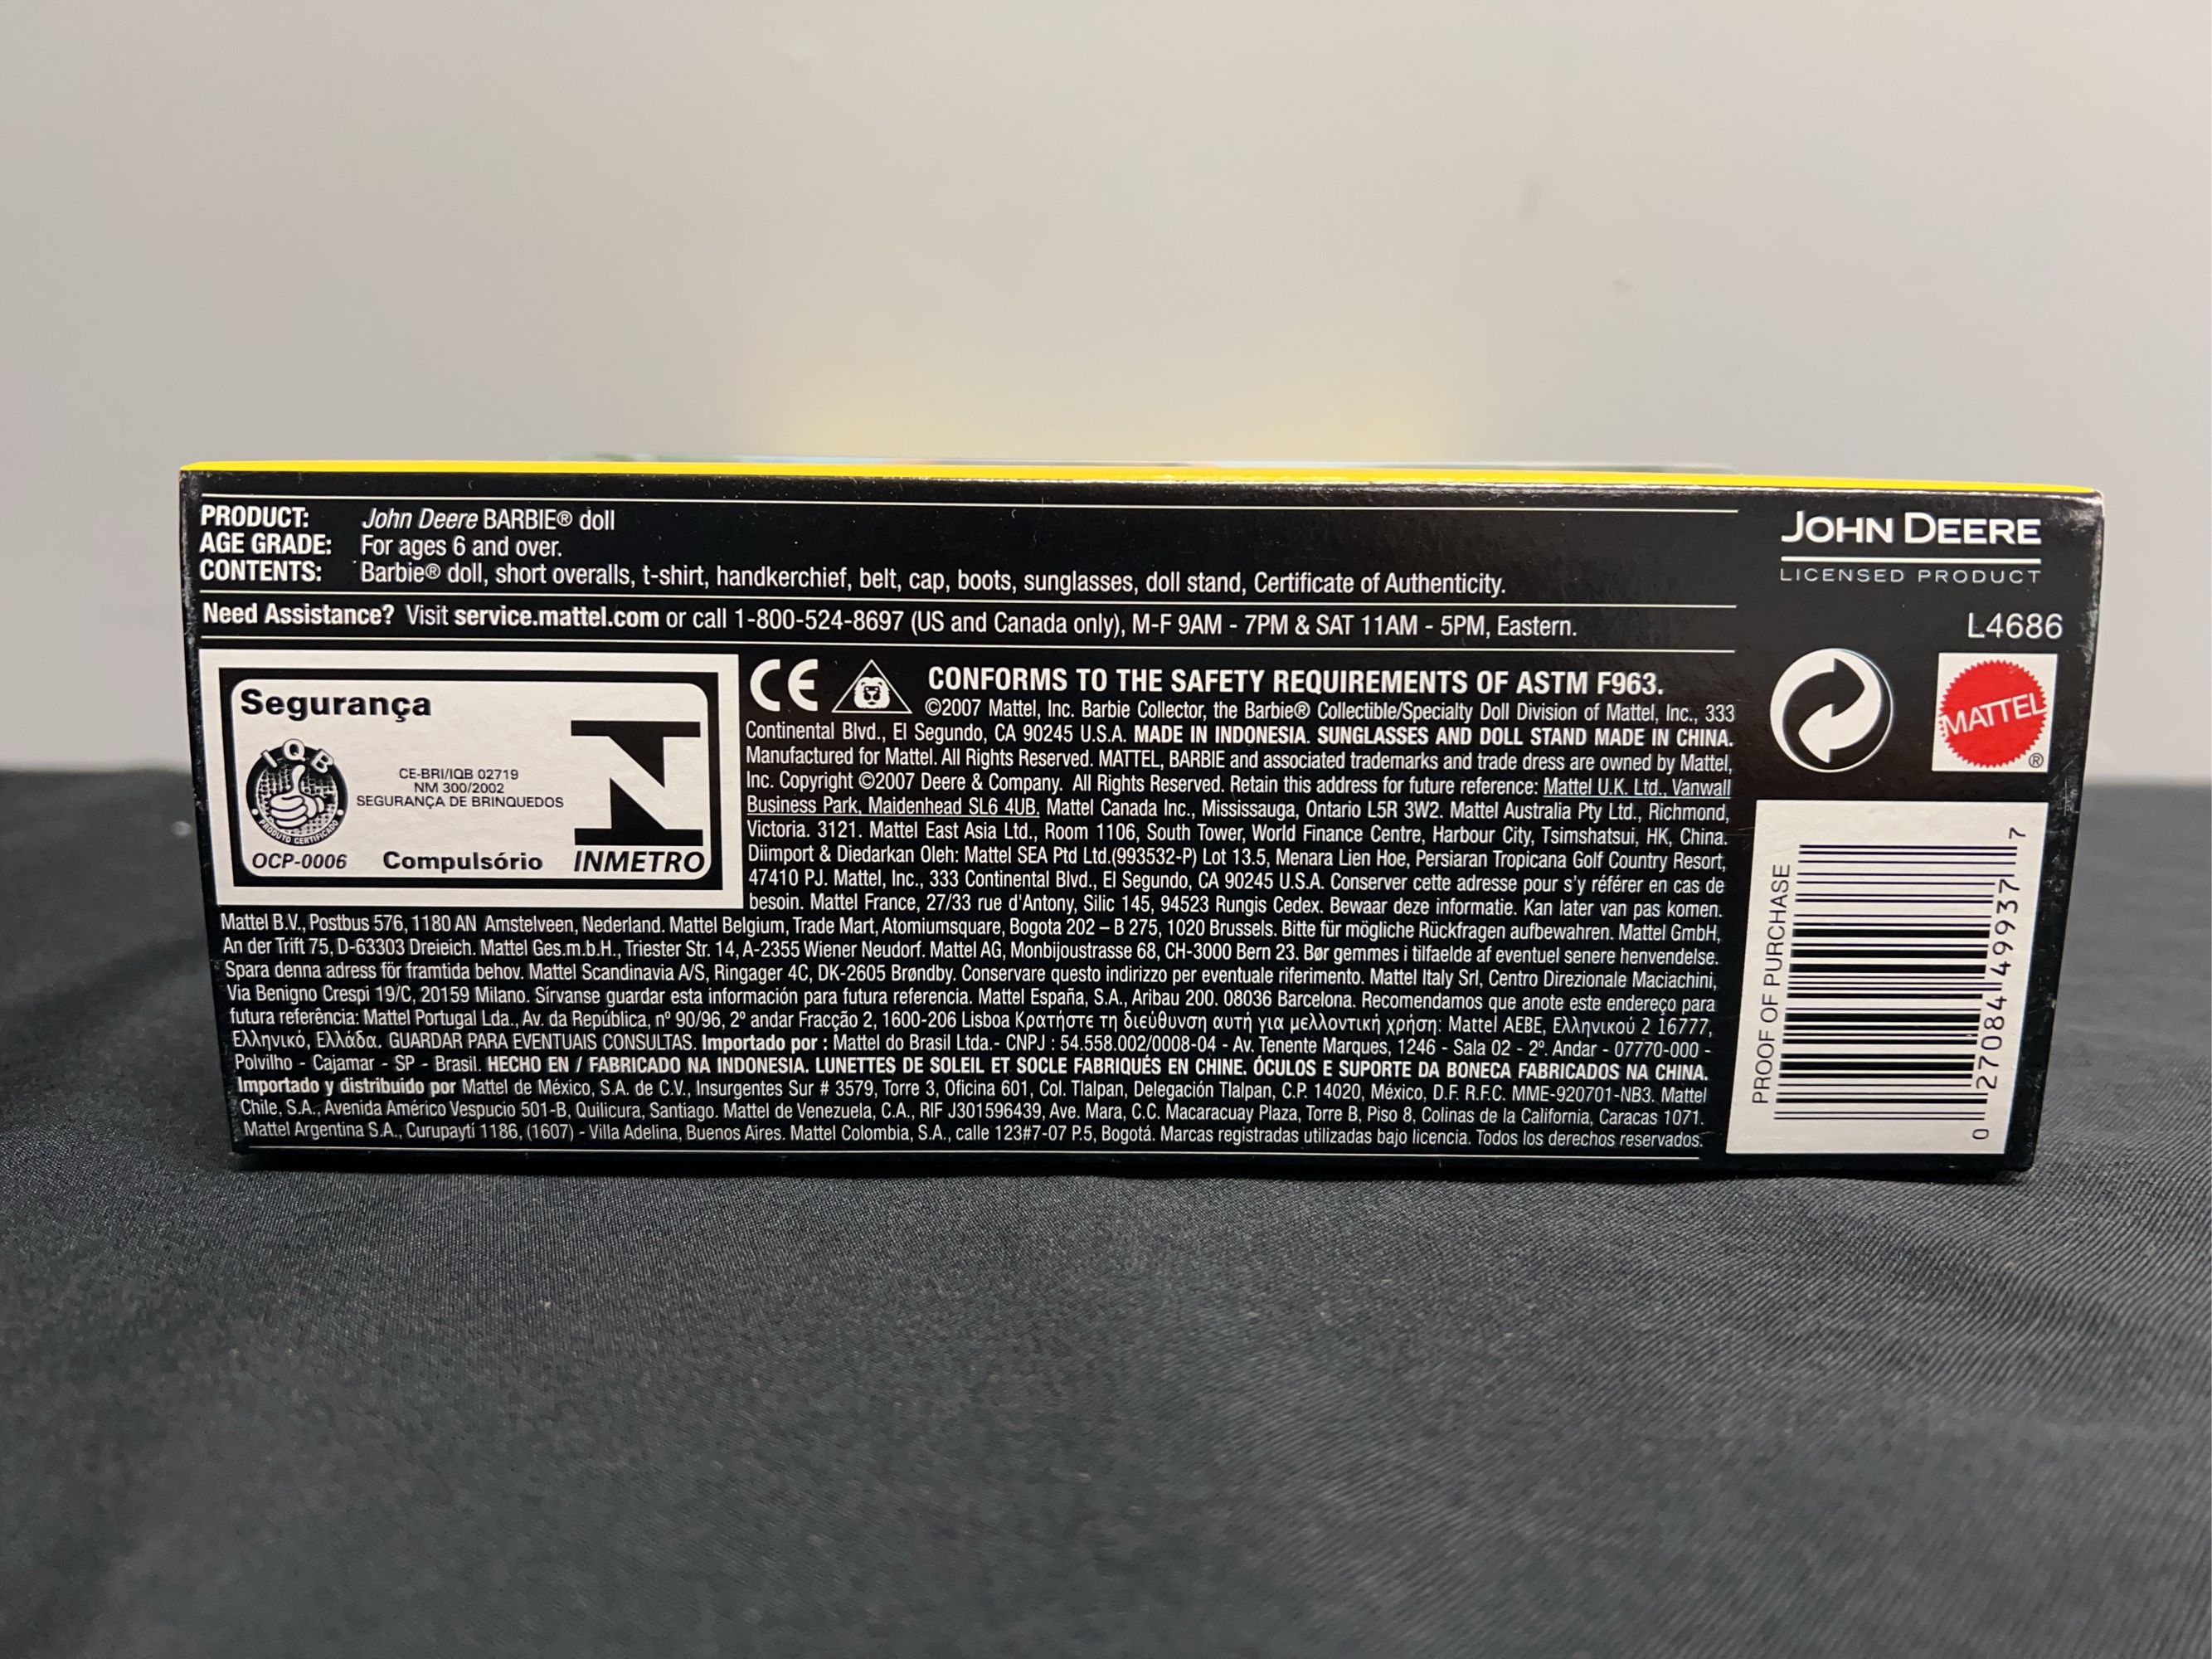 PRODUCT: John Deere BARBIE® doll
AGE GRADE: For ages 6 and over.
CONTENTS: Barbie® doll, short overalls, t-shirt, handkerchief, belt, cap, boots, sunglasses, doll stand, Certificate of Authenticity.
Need Assistance? Visit service.mattel.com or call 1-800-524-8697 (US and Canada only), M-F 9AM - 7PM & SAT 11AM - 5PM, Eastern.
JOHN DEERE
LICENSED PRODUCT
L4686
MATTEL®
Segurança
IQB
PRODUTO CERTIFICADO
CE-BRI/IQB 02719
NM 300/2002
SEGURANÇA DE BRINQUEDOS
OCP-0006 Compulsório INMETRO
CE CONFORMS TO THE SAFETY REQUIREMENTS OF ASTM F963.
©2007 Mattel, Inc. Barbie Collector, the Barbie® Collectible/Specialty Doll Division of Mattel, Inc., 333
Continental Blvd., El Segundo, CA 90245 U.S.A. MADE IN INDONESIA. SUNGLASSES AND DOLL STAND MADE IN CHINA.
Manufactured for Mattel. All Rights Reserved. MATTEL, BARBIE and associated trademarks and trade dress are owned by Mattel,
Inc. Copyright ©2007 Deere & Company. All Rights Reserved. Retain this address for future reference: Mattel U.K. Ltd., Vanwall
Business Park, Maidenhead SL6 4UB. Mattel Canada Inc., Mississauga, Ontario L5R 3W2. Mattel Australia Pty Ltd., Richmond,
Victoria. 3121. Mattel East Asia Ltd., Room 1106, South Tower, World Finance Centre, Harbour City, Tsimshatsui, HK, China.
Diimport & Diedarkan Oleh: Mattel SEA Ptd Ltd.(993532-P) Lot 13.5, Menara Lien Hoe, Persiaran Tropicana Golf Country Resort,
47410 PJ. Mattel, Inc., 333 Continental Blvd., El Segundo, CA 90245 U.S.A. Conserver cette adresse pour s'y référer en cas de
besoin. Mattel France, 27/33 rue d'Antony, Silic 145, 94523 Rungis Cedex. Bewaar deze informatie. Kan later van pas komen.
Mattel B.V., Postbus 576, 1180 AN Amstelveen, Nederland. Mattel Belgium, Trade Mart, Atomiumsquare, Bogota 202 – B 275, 1020 Brussels. Bitte für mögliche Rückfragen aufbewahren. Mattel GmbH,
An der Trift 75, D-63303 Dreieich. Mattel Ges.m.b.H., Triester Str. 14, A-2355 Wiener Neudorf. Mattel AG, Monbijoustrasse 68, CH-3000 Bern 23. Bør gemmes i tilfælde af eventuel senere henvendelse.
Spara denna adress för framtida behov. Mattel Scandinavia A/S, Ringager 4C, DK-2605 Brøndby. Conservare questo indirizzo per eventuale riferimento. Mattel Italy Srl, Centro Direzionale Maciachini,
Via Benigno Crespi 19/C, 20159 Milano. Sírvanse guardar esta información para futura referencia. Mattel España, S.A., Aribau 200. 08036 Barcelona. Recomendamos que anote este endereço para
futura referência: Mattel Portugal Lda., Av. da República, nº 90/96, 2º andar Fracção 2, 1600-206 Lisboa Κρατήστε τη διεύθυνση αυτή για μελλοντική χρήση: Mattel AEBE, Ελληνικού 2 16777,
Ελληνικό, Ελλάδα. GUARDAR PARA EVENTUAIS CONSULTAS. Importado por : Mattel do Brasil Ltda.- CNPJ : 54.558.002/0008-04 - Av. Tenente Marques, 1246 - Sala 02 - 2º. Andar - 07770-000 -
Polvilho - Cajamar - SP - Brasil. HECHO EN / FABRICADO NA INDONESIA. LUNETTES DE SOLEIL ET SOCLE FABRIQUÉS EN CHINE. ÓCULOS E SUPORTE DA BONECA FABRICADOS NA CHINA.
Importado y distribuido por Mattel de México, S.A. de C.V., Insurgentes Sur # 3579, Torre 3, Oficina 601, Col. Tlalpan, Delegación Tlalpan, C.P. 14020, México, D.F. R.F.C. MME-920701-NB3. Mattel
Chile, S.A., Avenida Américo Vespucio 501-B, Quilicura, Santiago. Mattel de Venezuela, C.A., RIF J301596439, Ave. Mara, C.C. Macaracuay Plaza, Torre B, Piso 8, Colinas de la California, Caracas 1071.
Mattel Argentina S.A., Curupaytí 1186, (1607) - Villa Adelina, Buenos Aires. Mattel Colombia, S.A., calle 123#7-07 P.5, Bogotá. Marcas registradas utilizadas bajo licencia. Todos los derechos reservados.
PROOF OF PURCHASE
0 27084 49937 7